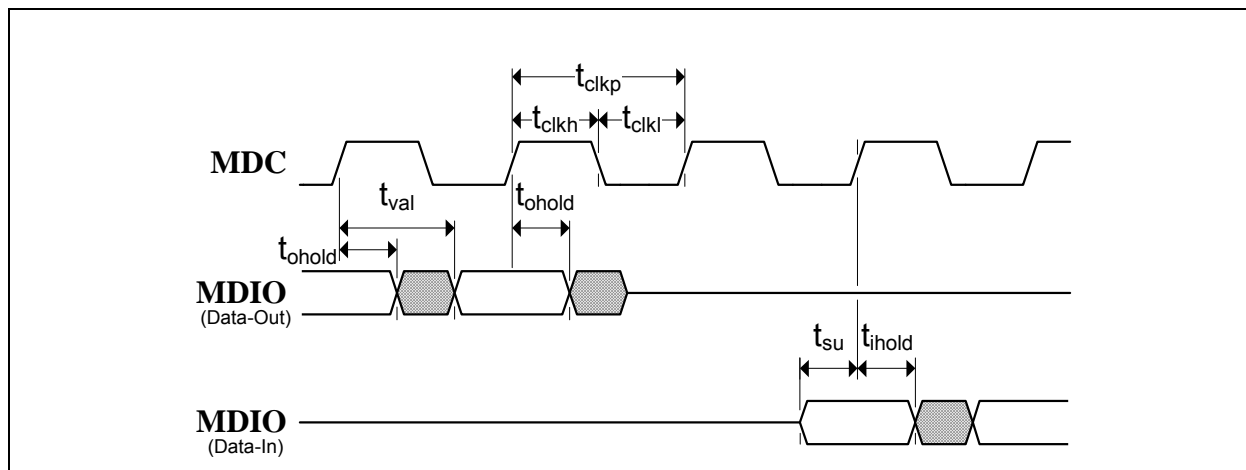 tclkp
tclkh tclkl
MDC
tval
tohold
tohold
MDIO
(Data-Out)
tsu tihold
MDIO
(Data-In)